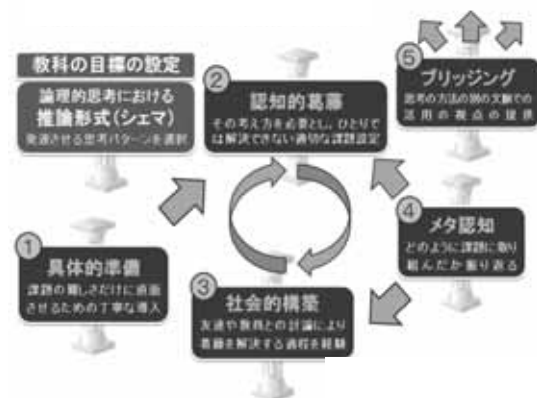 教科の目標の設定
論理的思考における
推論形式(シェマ)
発達させる思考パターンを選択
①
具体的準備
課題の難しさだけに直面
させるための丁寧な導入
②
認知的葛藤
その考え方を必要とし、ひとりで
は解決できない適切な課題設定
③
社会的構築
友達や教員との討論により
葛藤を解決する過程を経験
④
メタ認知
どのように課題に取り
組んだか振り返る
⑤
ブリッジング
思考の方法の別の文脈での
活用の視点の提供